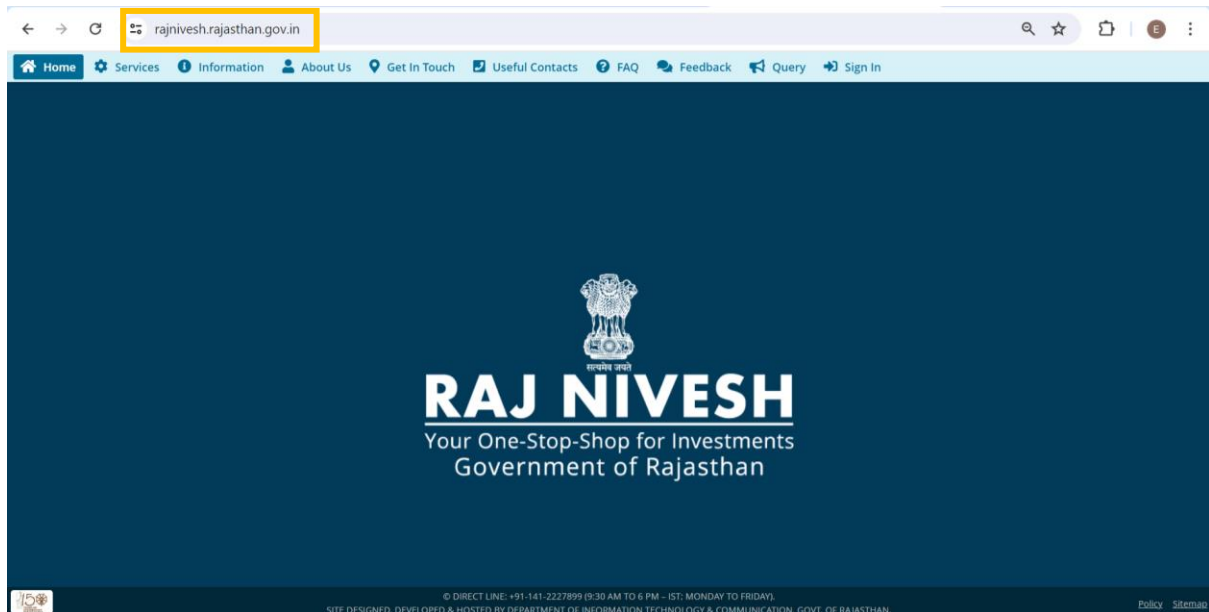 rajnivesh.rajasthan.gov.in
E
Home Services Information About Us Get In Touch Useful Contacts FAQ Feedback Query Sign In
सत्यमेव जयते
RAJ NIVESH
Your One-Stop-Shop for Investments
Government of Rajasthan
150
© DIRECT LINE: +91-141-2227899 (9:30 AM TO 6 PM – IST: MONDAY TO FRIDAY).
SITE DESIGNED, DEVELOPED & HOSTED BY DEPARTMENT OF INFORMATION TECHNOLOGY & COMMUNICATION, GOVT. OF RAJASTHAN
Policy Sitemap